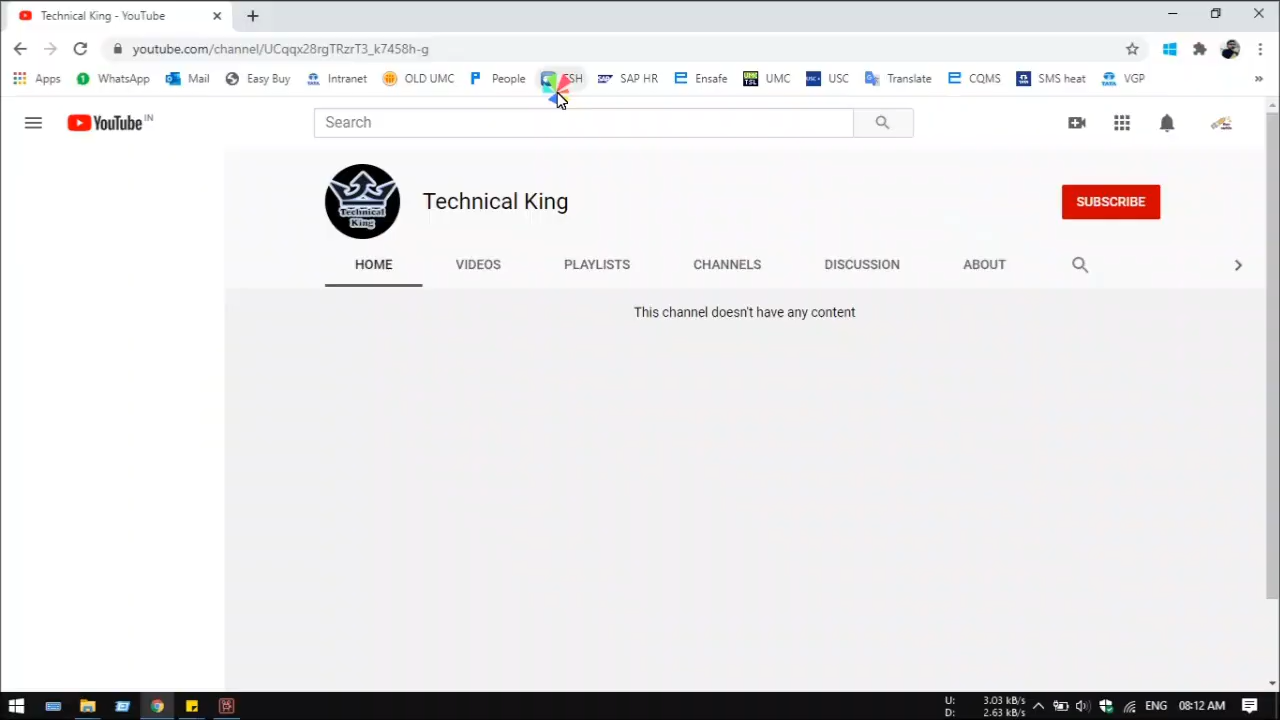 Technical King - YouTube
youtube.com/channel/UCqqx28rgTRzrT3_k7458h-g
Apps WhatsApp Mail Easy Buy Intranet OLD UMC People SAP HR Ensafe UMC USC Translate CQMS SMS heat VGP
YouTube IN Search
Technical King
Technical
King
SUBSCRIBE
HOME VIDEOS PLAYLISTS CHANNELS DISCUSSION ABOUT
This channel doesn't have any content
U: 3.03 kB/s
D: 2.63 kB/s
ENG 08:12 AM